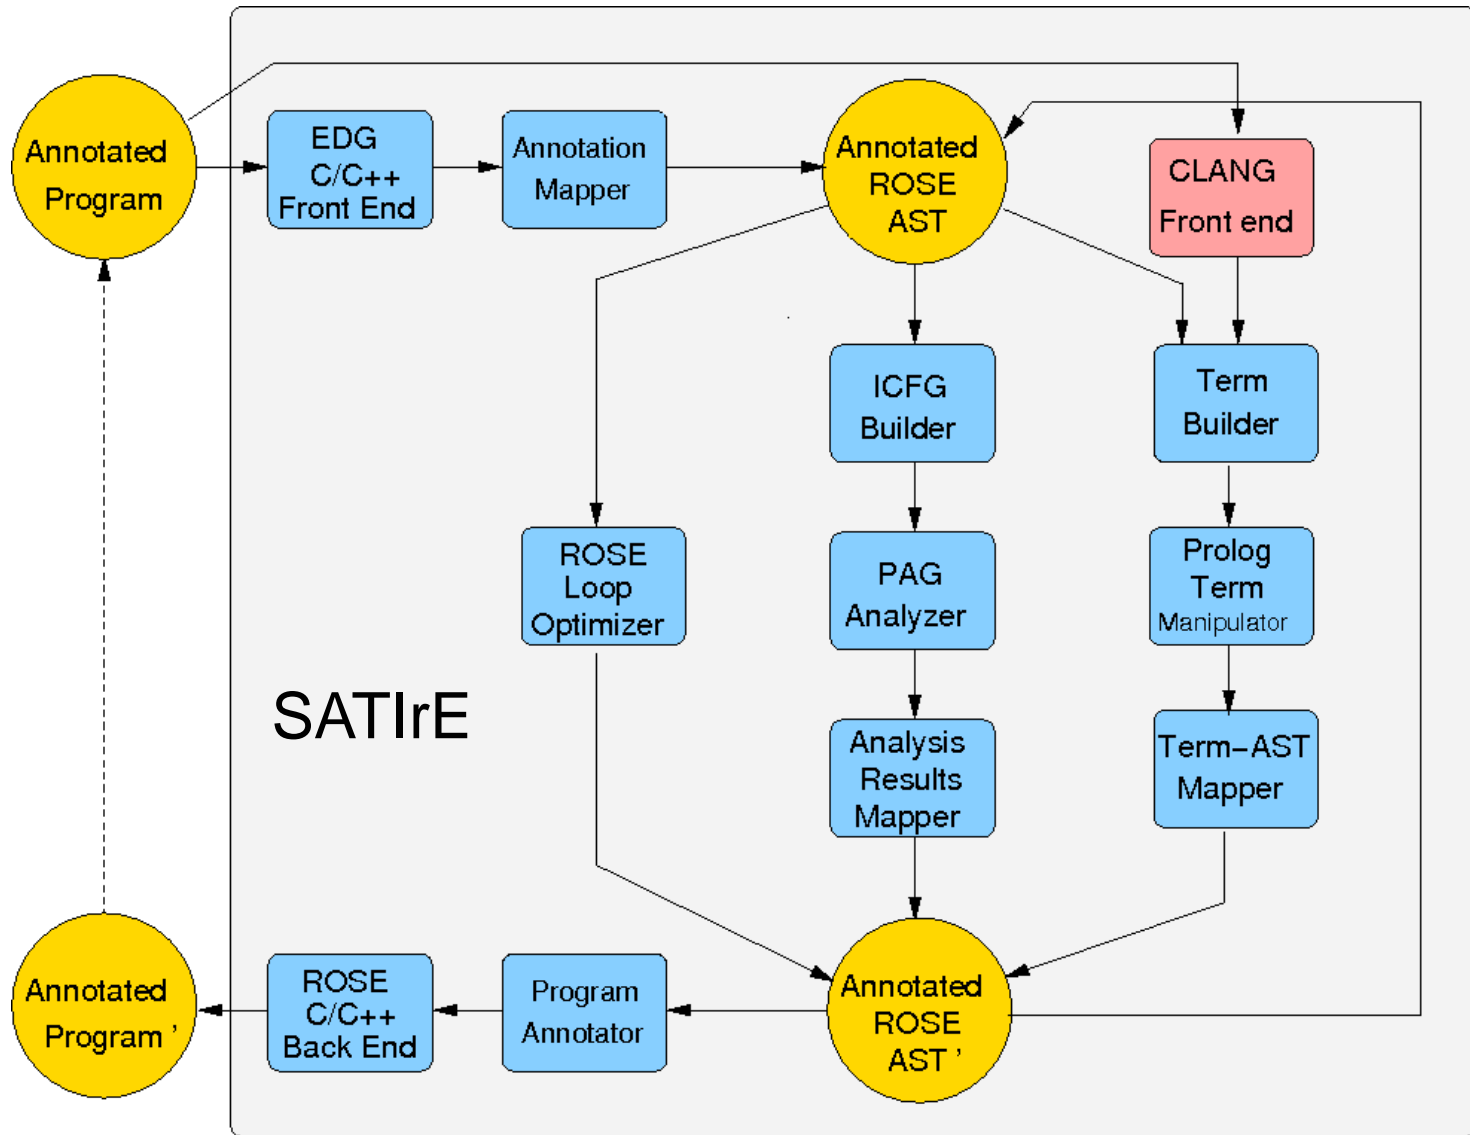 Annotated
Program
EDG
C/C++
Front End
Annotation
Mapper
Annotated
ROSE
AST
CLANG
Front end
ICFG
Builder
Term
Builder
ROSE
Loop
Optimizer
PAG
Analyzer
Prolog
Term
Manipulator
SATIrE
Analysis
Results
Mapper
Term-AST
Mapper
Annotated
Program '
ROSE
C/C++
Back End
Program
Annotator
Annotated
ROSE
AST '